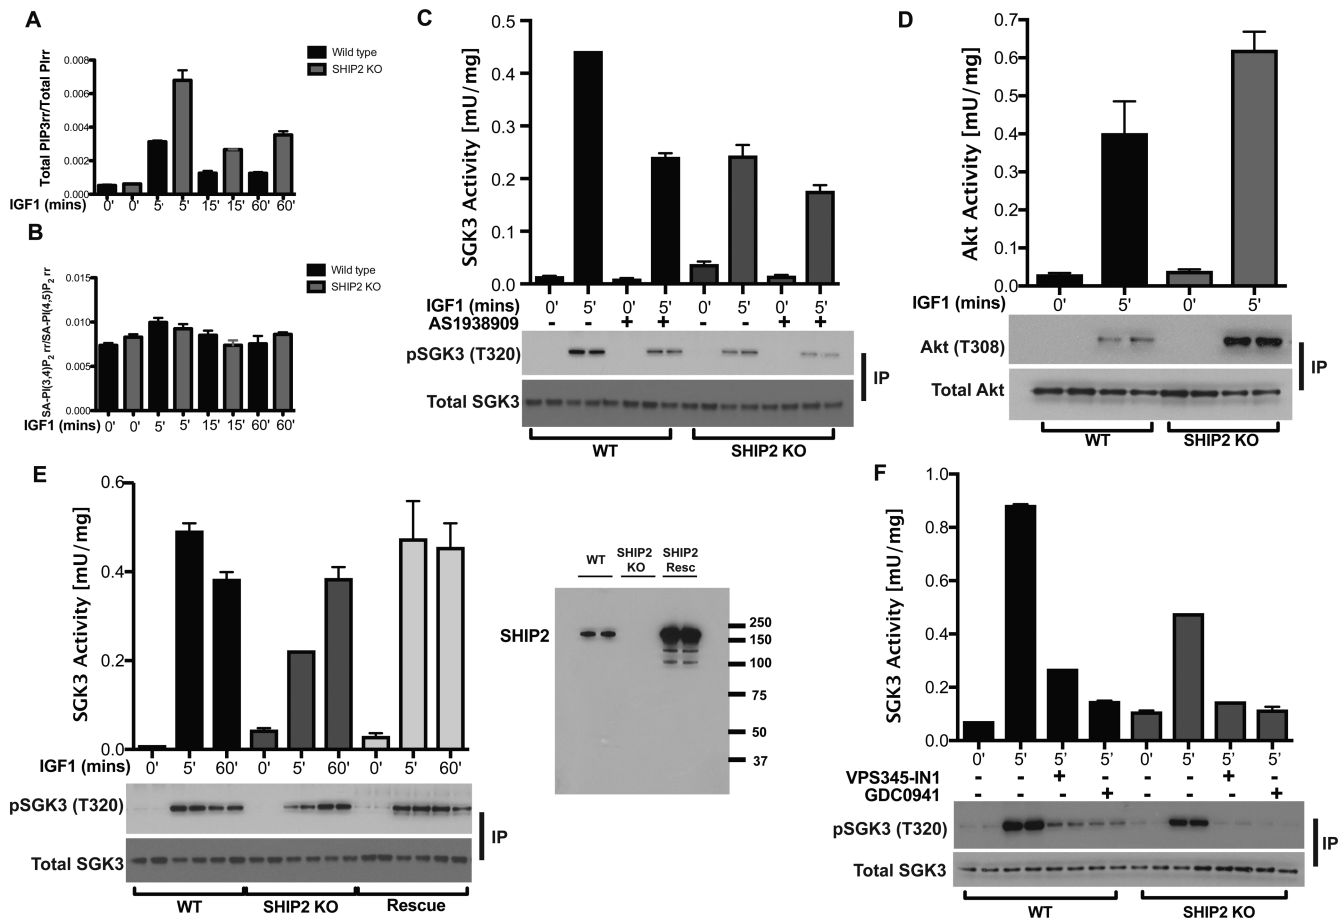 A
Total PIP3rr/Total PIrr
0.008
0.006
0.004
0.002
0.000
Wild type
SHIP2 KO
IGF1 (mins)
0' 0' 5' 5' 15' 15' 60' 60'
B
SA-PI(3,4)P2 rr/SA-PI(4,5)P2 rr
0.015
0.010
0.005
0.000
Wild type
SHIP2 KO
IGF1 (mins)
0' 0' 5' 5' 15' 15' 60' 60'
C
SGK3 Activity [mU/mg]
0.5
0.4
0.3
0.2
0.1
0.0
IGF1 (mins) 0' 5' 0' 5' 0' 5' 0' 5'
AS1938909 - - + + - - + +
pSGK3 (T320)
Total SGK3
IP
WT SHIP2 KO
D
Akt Activity [mU/mg]
0.7
0.6
0.5
0.4
0.3
0.2
0.1
0.0
IGF1 (mins) 0' 5' 0' 5'
Akt (T308)
Total Akt
IP
WT SHIP2 KO
E
SGK3 Activity [mU/mg]
0.6
0.4
0.2
0.0
IGF1 (mins) 0' 5' 60' 0' 5' 60' 0' 5' 60'
pSGK3 (T320)
Total SGK3
IP
WT SHIP2 KO Rescue
WT SHIP2 KO SHIP2 Resc
SHIP2
250
150
100
75
50
37
F
SGK3 Activity [mU/mg]
1.0
0.8
0.6
0.4
0.2
0.0
0' 5' 5' 5' 0' 5' 5' 5'
VPS345-IN1 - - + - - +
GDC0941 - - + - - +
pSGK3 (T320)
Total SGK3
IP
WT SHIP2 KO